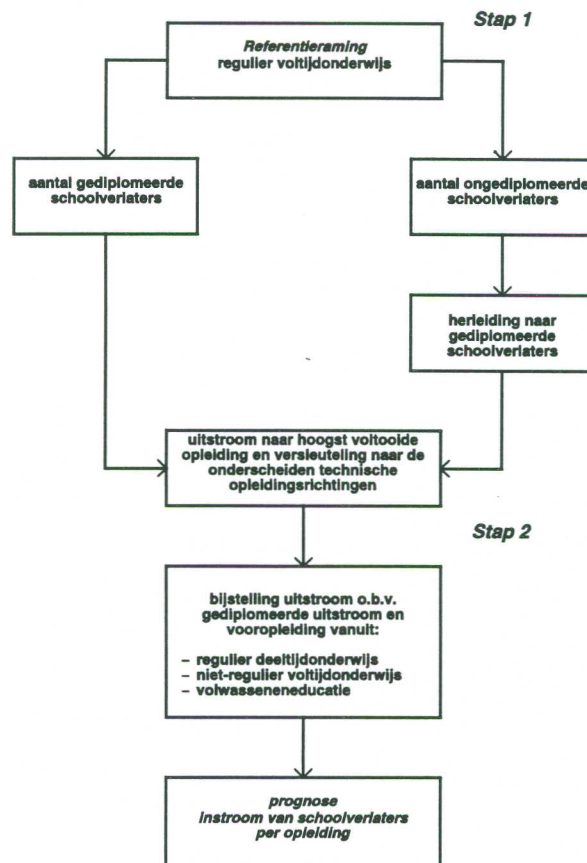 Stap 1
Referentieraming
regulier voltijdonderwijs
aantal gediplomeerde
schoolverlaters
aantal ongediplomeerde
schoolverlaters
herleiding naar
gediplomeerde
schoolverlaters
uitstroom naar hoogst voltooide
opleiding en versleuteling naar de
onderscheiden technische
opleidingsrichtingen
Stap 2
bijstelling uitstroom o.b.v.
gediplomeerde uitstroom en
vooropleiding vanuit:
– regulier deeltijdonderwijs
– niet-regulier voltijdonderwijs
– volwasseneneducatie
prognose
instroom van schoolverlaters
per opleiding